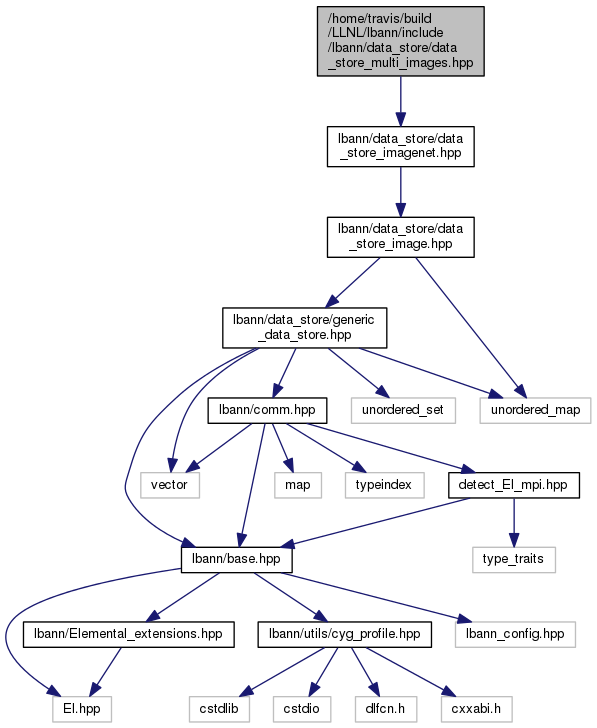 /home/travis/build
/LLNL/lbann/include
/lbann/data_store/data
_store_multi_images.hpp
lbann/data_store/data
_store_imagenet.hpp
lbann/data_store/data
_store_image.hpp
lbann/data_store/generic
_data_store.hpp
lbann/comm.hpp
unordered_set
unordered_map
vector
map
typeindex
detect_El_mpi.hpp
lbann/base.hpp
type_traits
lbann/Elemental_extensions.hpp
lbann/utils/cyg_profile.hpp
lbann_config.hpp
El.hpp
cstdlib
cstdio
dlfcn.h
cxxabi.h